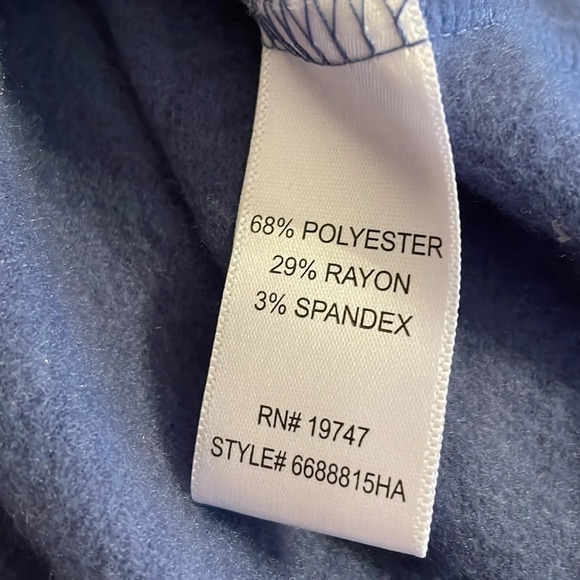 68% POLYESTER
29% RAYON
3% SPANDEX
RN# 19747
STYLE# 6688815HA